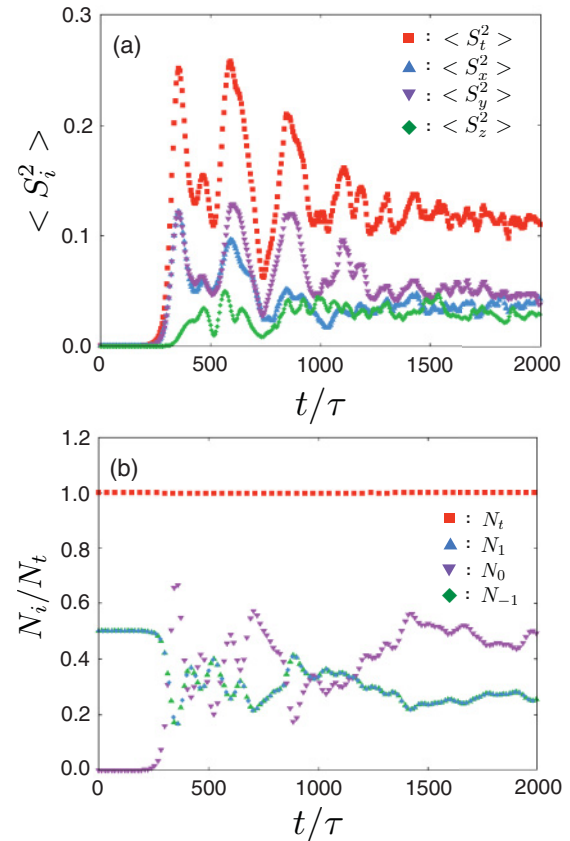 (a)
: < S_t^2 >
: < S_x^2 >
: < S_y^2 >
: < S_z^2 >
< S_i^2 >
0.3
0.2
0.1
0.0
0 500 1000 1500 2000
t/τ
(b)
1.2
1.0
0.8
0.6
0.4
0.2
0.0
N_i/N_t
: N_t
: N_1
: N_0
: N_{-1}
0 500 1000 1500 2000
t/τ